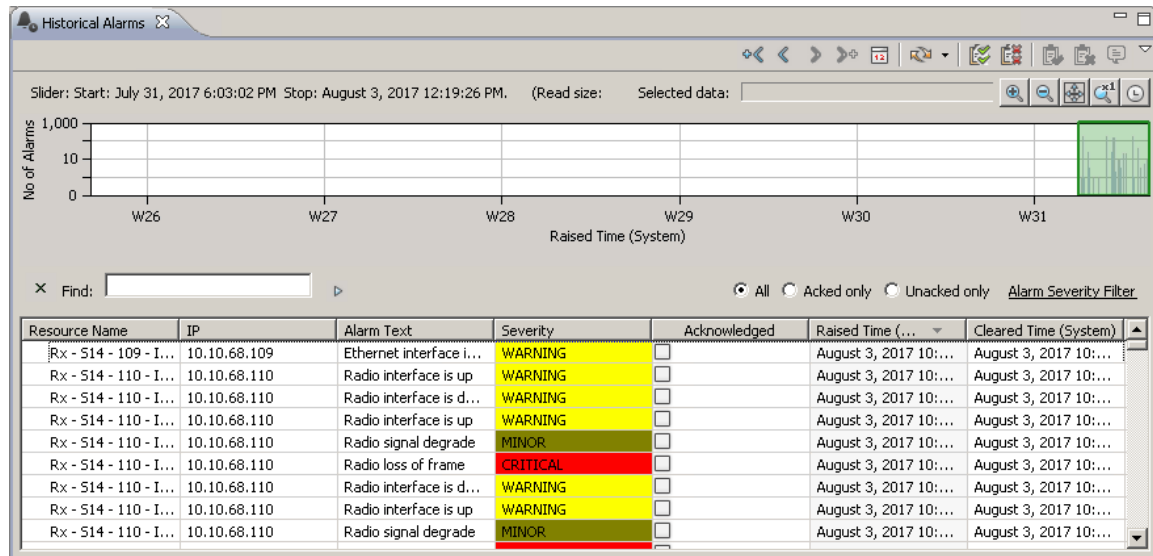 Historical Alarms
12
x1
Slider: Start: July 31, 2017 6:03:02 PM Stop: August 3, 2017 12:19:26 PM. (Read size: Selected data:
No of Alarms
1,000
10
0
W26 W27 W28 W29 W30 W31
Raised Time (System)
Find: All Acked only Unacked only Alarm Severity Filter
Resource Name IP Alarm Text Severity Acknowledged Raised Time (... Cleared Time (System)
Rx - S14 - 109 - I... 10.10.68.109 Ethernet interface i... WARNING August 3, 2017 10:... August 3, 2017 10:...
Rx - S14 - 110 - I... 10.10.68.110 Radio interface is up WARNING August 3, 2017 10:... August 3, 2017 10:...
Rx - S14 - 110 - I... 10.10.68.110 Radio interface is d... WARNING August 3, 2017 10:... August 3, 2017 10:...
Rx - S14 - 110 - I... 10.10.68.110 Radio interface is up WARNING August 3, 2017 10:... August 3, 2017 10:...
Rx - S14 - 110 - I... 10.10.68.110 Radio signal degrade MINOR August 3, 2017 10:... August 3, 2017 10:...
Rx - S14 - 110 - I... 10.10.68.110 Radio loss of frame CRITICAL August 3, 2017 10:... August 3, 2017 10:...
Rx - S14 - 110 - I... 10.10.68.110 Radio interface is d... WARNING August 3, 2017 10:... August 3, 2017 10:...
Rx - S14 - 110 - I... 10.10.68.110 Radio interface is up WARNING August 3, 2017 10:... August 3, 2017 10:...
Rx - S14 - 110 - I... 10.10.68.110 Radio signal degrade MINOR August 3, 2017 10:... August 3, 2017 10:...